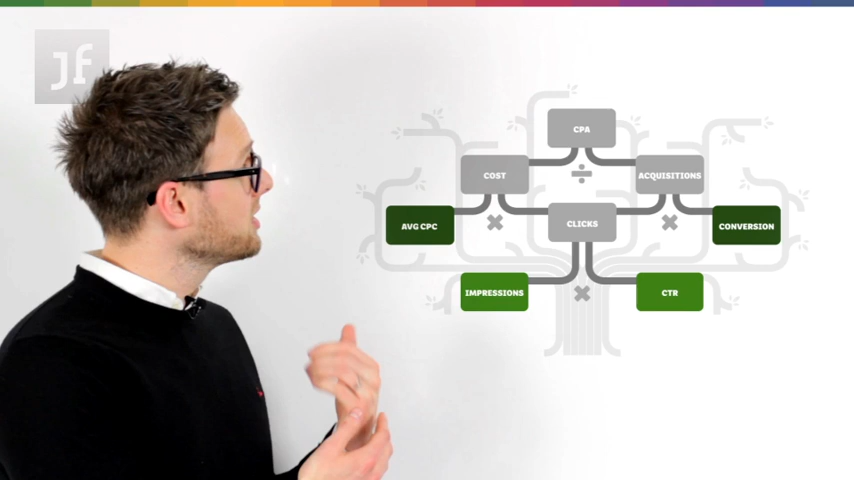 Jf
CPA
COST
ACQUISITIONS
AVG CPC
CLICKS
CONVERSION
IMPRESSIONS
CTR